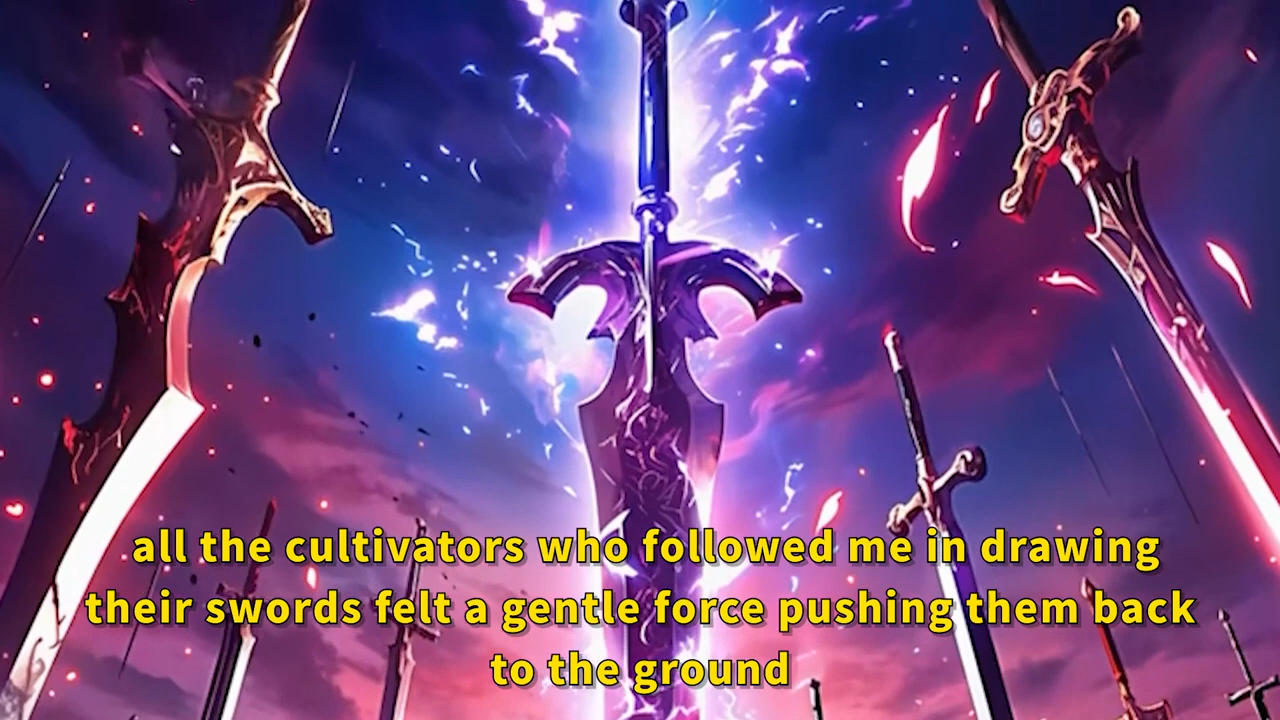 all the cultivators who followed me in drawing
their swords felt a gentle force pushing them back
to the ground